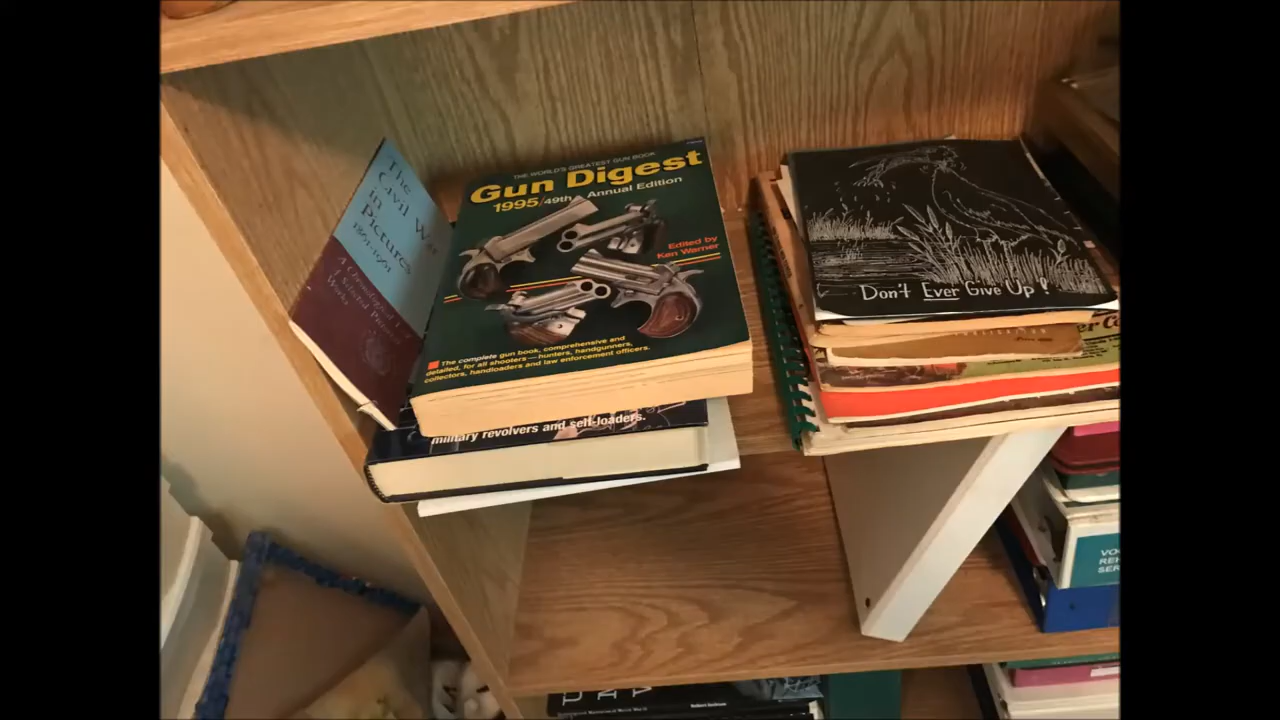 The
Civil War
in
Pictures
1861-1961
A Chronological List
of Selected Pictorial
Works
THE WORLD'S GREATEST GUN BOOK
Gun Digest
1995/49th Annual Edition
Edited by
Ken Warner
The complete gun book, comprehensive and
detailed, for all shooters — hunters, handgunners,
collectors, handloaders and law enforcement officers.
military revolvers and self-loaders.
Don't Ever Give Up!